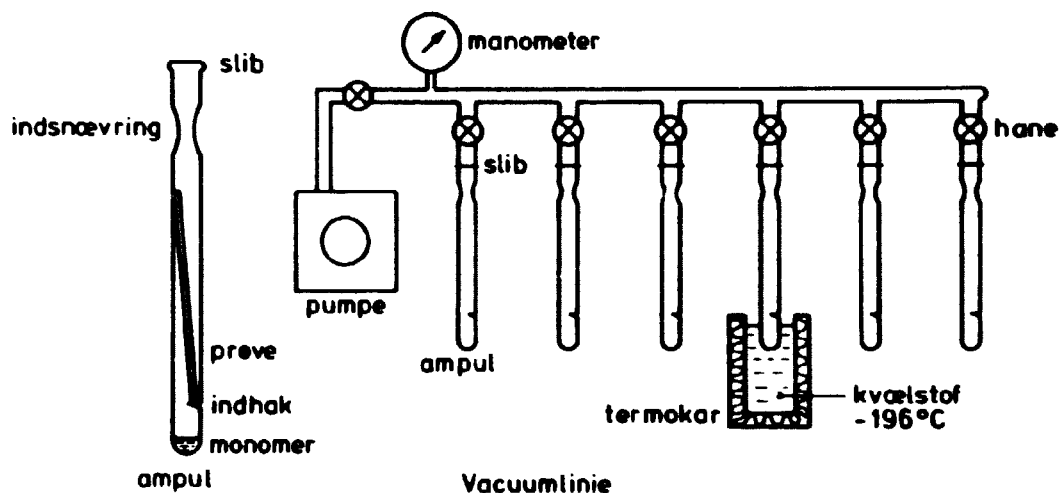 slib
indsnævring
prøve
indhak
monomer
ampul
manometer
hane
slib
pumpe
ampul
termokar
kvælstof
-196°C
Vacuumlinie